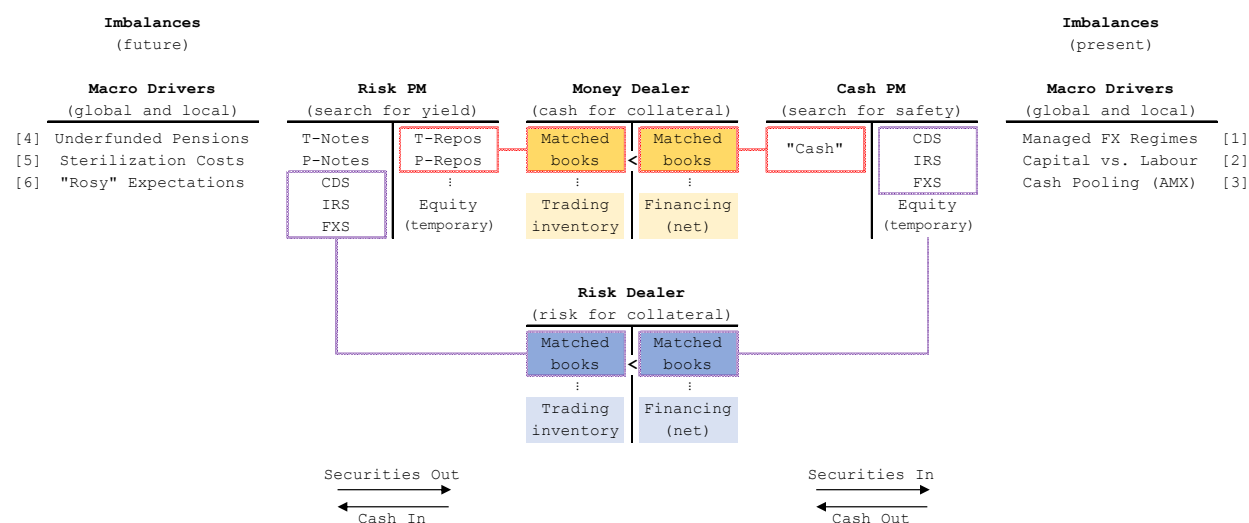 Imbalances
(future)
Imbalances
(present)
Macro Drivers
(global and local)
[4] Underfunded Pensions
[5] Sterilization Costs
[6] "Rosy" Expectations
Risk PM
(search for yield)
T-Notes
P-Notes
CDS
IRS
FXS
T-Repos
P-Repos
⋮
Equity
(temporary)
Money Dealer
(cash for collateral)
Matched
books
⋮
Trading
inventory
<
Matched
books
⋮
Financing
(net)
Cash PM
(search for safety)
"Cash"
CDS
IRS
FXS
Equity
(temporary)
Macro Drivers
(global and local)
Managed FX Regimes [1]
Capital vs. Labour [2]
Cash Pooling (AMX) [3]
Risk Dealer
(risk for collateral)
Matched
books
⋮
Trading
inventory
<
Matched
books
⋮
Financing
(net)
Securities Out
Cash In
Securities In
Cash Out